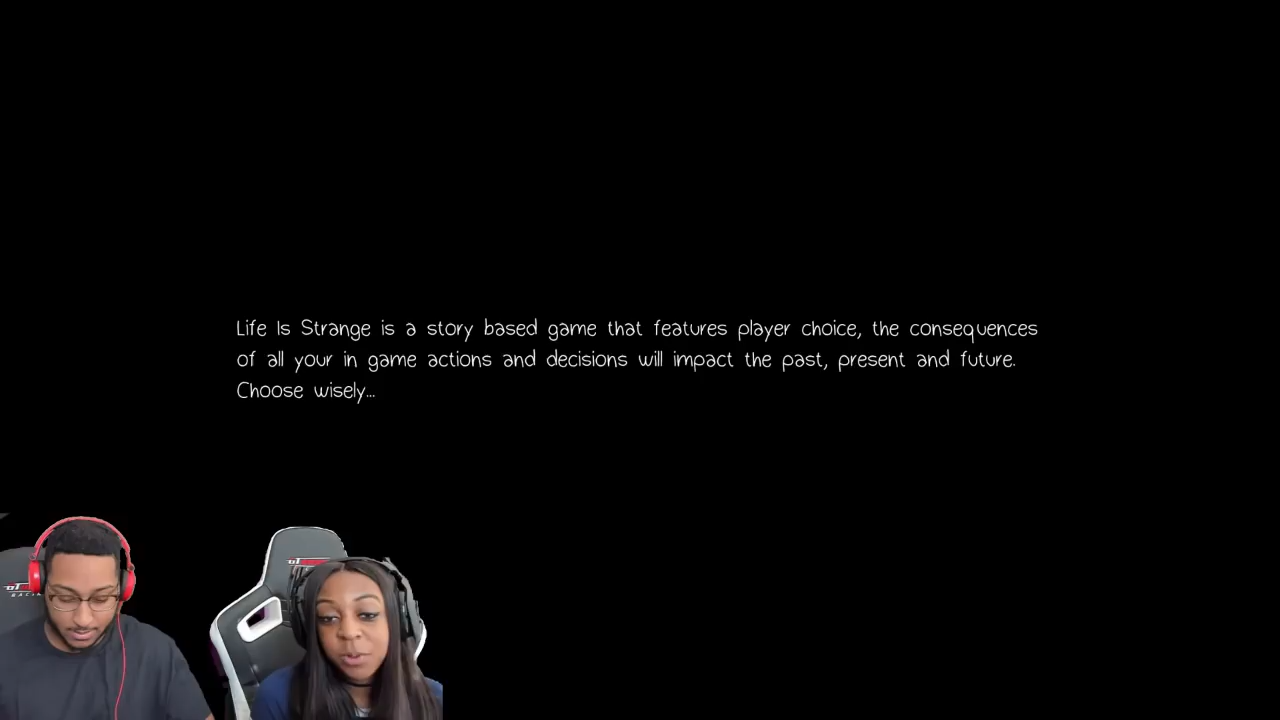 Life Is Strange is a story based game that features player choice, the consequences
of all your in game actions and decisions will impact the past, present and future.
Choose wisely...